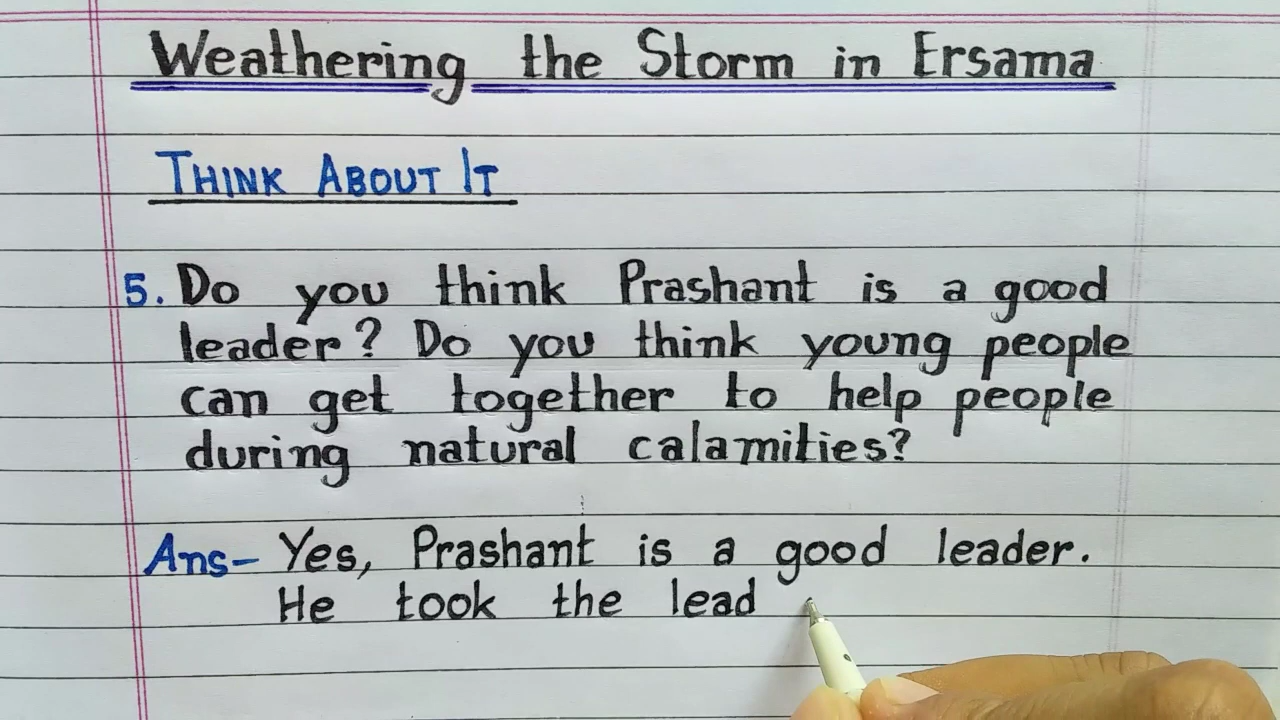 Weathering the Storm in Ersama
THINK ABOUT IT
5. Do you think Prashant is a good
leader? Do you think young people
can get together to help people
during natural calamities?
Ans- Yes, Prashant is a good leader.
He took the lead